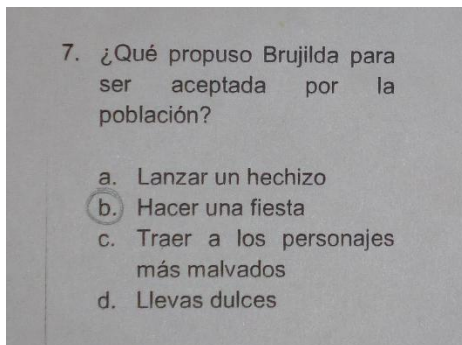 7. ¿Qué propuso Brujilda para
ser aceptada por la
población?
a. Lanzar un hechizo
b. Hacer una fiesta
c. Traer a los personajes
más malvados
d. Llevas dulces